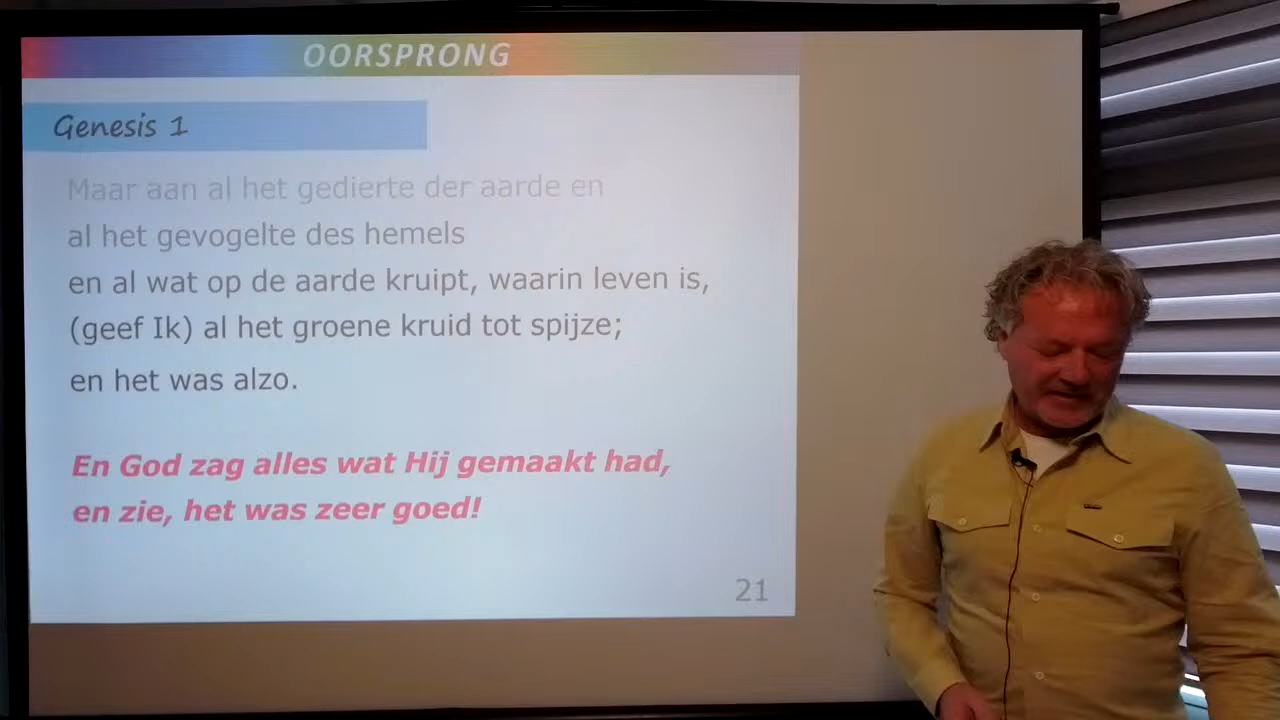 OORSPRONG
Genesis 1
Maar aan al het gedierte der aarde en
al het gevogelte des hemels
en al wat op de aarde kruipt, waarin leven is,
(geef Ik) al het groene kruid tot spijze;
en het was alzo.
En God zag alles wat Hij gemaakt had,
en zie, het was zeer goed!
21